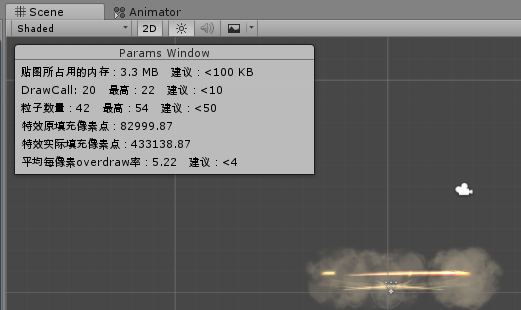 Scene Animator
Shaded 2D
Params Window
贴图所占用的内存：3.3 MB 建议：<100 KB
DrawCall: 20 最高：22 建议：<10
粒子数量：42 最高：54 建议：<50
特效原填充像素点：82999.87
特效实际填充像素点：433138.87
平均每像素overdraw率：5.22 建议：<4